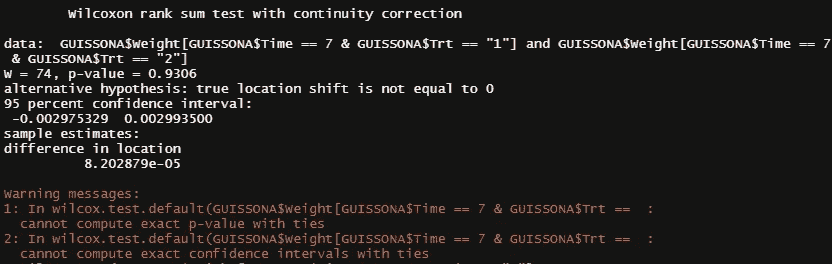 Wilcoxon rank sum test with continuity correction
data:  GUISSONA$Weight[GUISSONA$Time == 7 & GUISSONA$Trt == "1"] and GUISSONA$Weight[GUISSONA$Time == 7
 & GUISSONA$Trt == "2"]
W = 74, p-value = 0.9306
alternative hypothesis: true location shift is not equal to 0
95 percent confidence interval:
 -0.002975329  0.002993500
sample estimates:
difference in location
          8.202879e-05
Warning messages:
1: In wilcox.test.default(GUISSONA$Weight[GUISSONA$Time == 7 & GUISSONA$Trt ==  :
  cannot compute exact p-value with ties
2: In wilcox.test.default(GUISSONA$Weight[GUISSONA$Time == 7 & GUISSONA$Trt ==  :
  cannot compute exact confidence intervals with ties